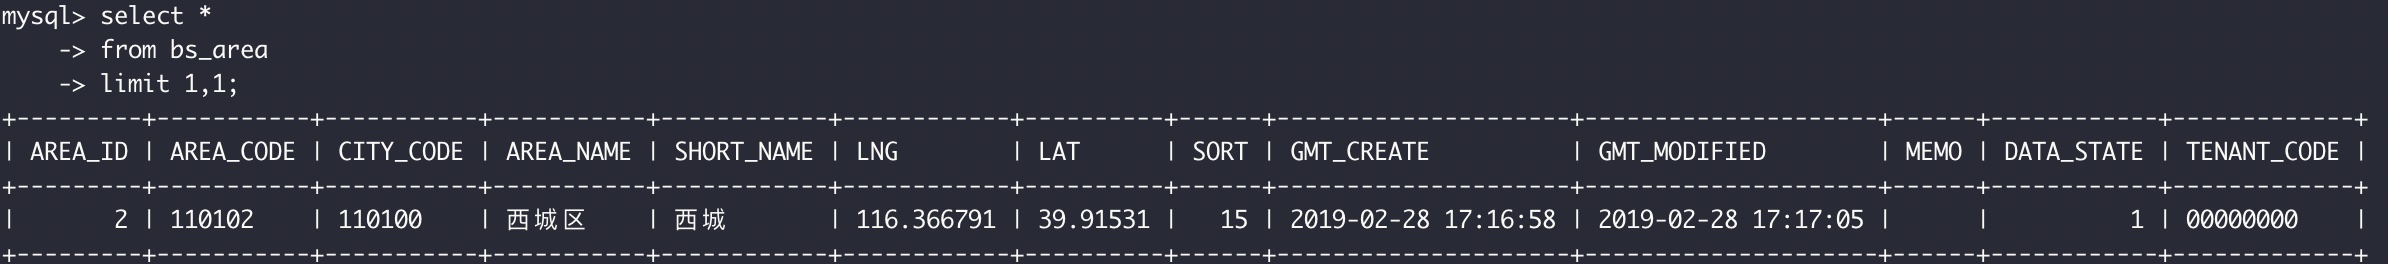 mysql> select *
    -> from bs_area
    -> limit 1,1;
+---------+-----------+-----------+-----------+------------+------------+----------+------+---------------------+---------------------+------+------------+-------------+
| AREA_ID | AREA_CODE | CITY_CODE | AREA_NAME | SHORT_NAME | LNG        | LAT      | SORT | GMT_CREATE          | GMT_MODIFIED        | MEMO | DATA_STATE | TENANT_CODE |
+---------+-----------+-----------+-----------+------------+------------+----------+------+---------------------+---------------------+------+------------+-------------+
|       2 | 110102    | 110100    | 西城区    | 西城       | 116.366791 | 39.91531 |   15 | 2019-02-28 17:16:58 | 2019-02-28 17:17:05 |      |          1 | 00000000    |
+---------+-----------+-----------+-----------+------------+------------+----------+------+---------------------+---------------------+------+------------+-------------+